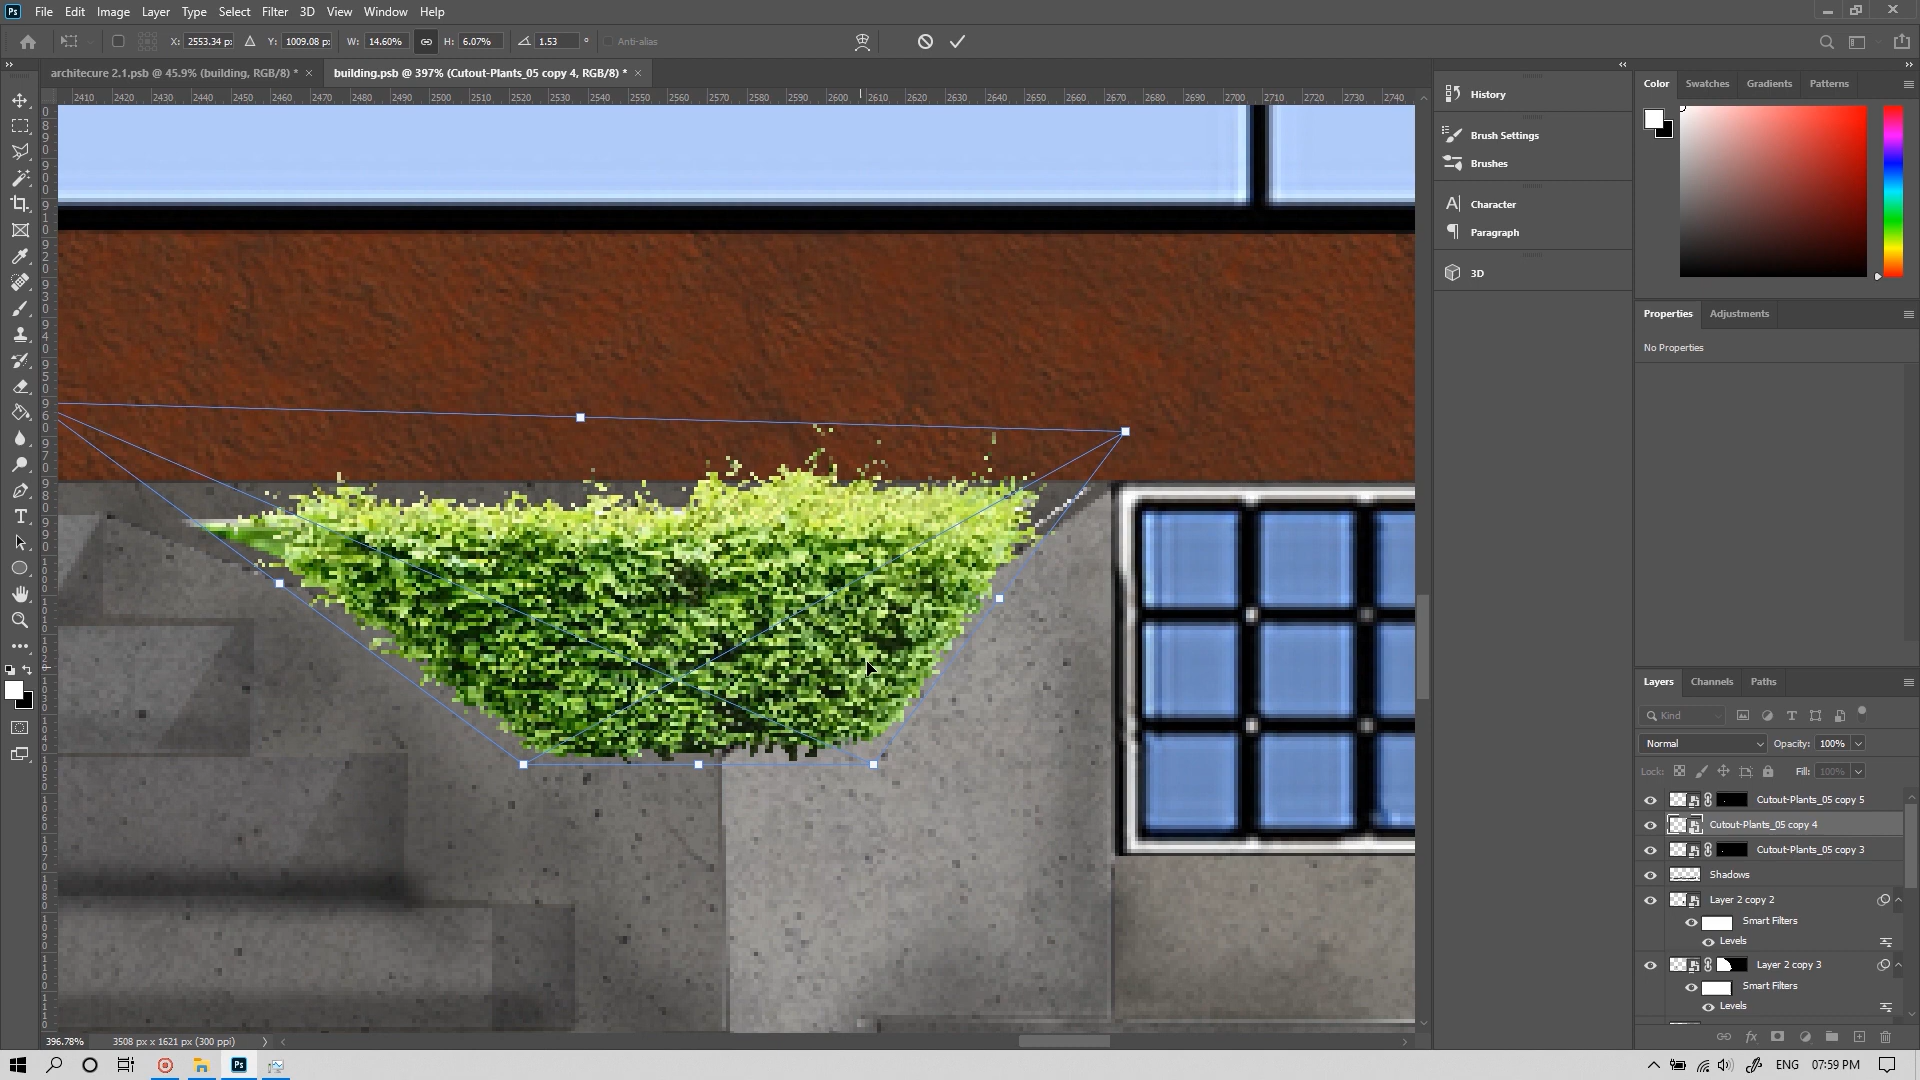 Ps File Edit Image Layer Type Select Filter 3D View Window Help
X: 2553.34 p: Y: 1009.08 p: W: 14.60% H: 6.07% 1.53 ° Anti-alias
architecure 2.1.psb @ 45.9% (building, RGB/8) * × building.psb @ 397% (Cutout-Plants_05 copy 4, RGB/8) * ×
2410 2420 2430 2440 2450 2460 2470 2480 2490 2500 2510 2520 2530 2540 2550 2560 2570 2580 2590 2600 2610 2620 2630 2640 2650 2660 2670 2680 2690 2700 2710 2720 2730 2740
History
Brush Settings
Brushes
Character
Paragraph
3D
Color Swatches Gradients Patterns
Properties Adjustments
No Properties
Layers Channels Paths
Kind
Normal Opacity: 100%
Lock: Fill: 100%
Cutout-Plants_05 copy 5
Cutout-Plants_05 copy 4
Cutout-Plants_05 copy 3
Shadows
Layer 2 copy 2
Smart Filters
Levels
Layer 2 copy 3
Smart Filters
Levels
396.78% 3508 px x 1621 px (300 ppi)
Ps ENG 07:59 PM